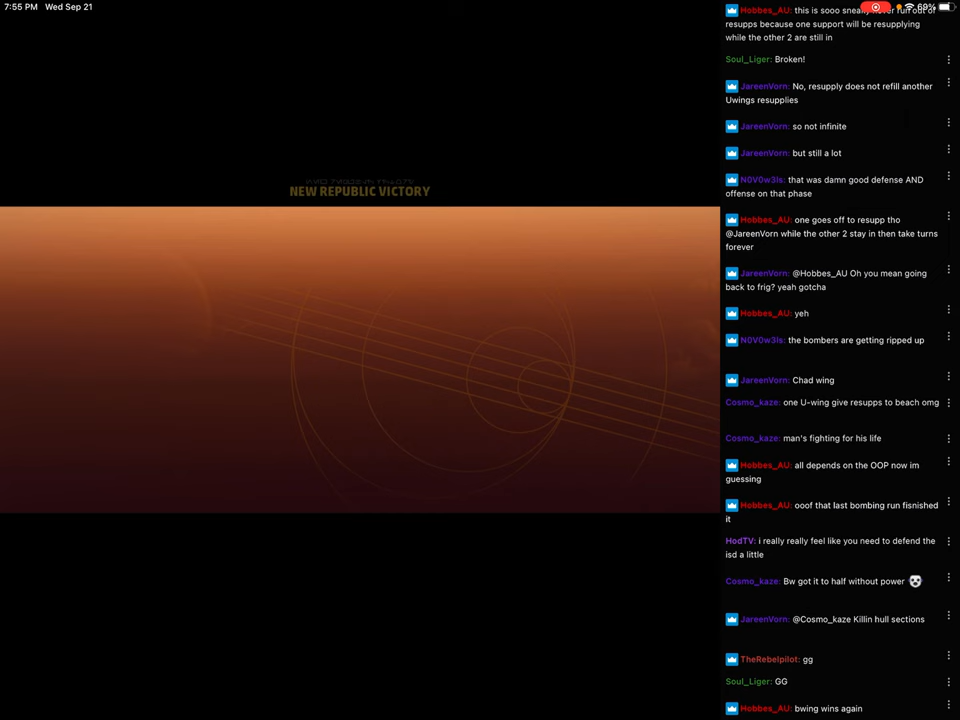 7:55 PM Wed Sep 21
69%
NEW REPUBLIC VICTORY
Hobbes_AU: this is sooo sneaky never run out of
resupps because one support will be resupplying
while the other 2 are still in
Soul_Liger: Broken!
JareenVorn: No, resupply does not refill another
Uwings resupplies
JareenVorn: so not infinite
JareenVorn: but still a lot
N0V0w3ls: that was damn good defense AND
offense on that phase
Hobbes_AU: one goes off to resupp tho
@JareenVorn while the other 2 stay in then take turns
forever
JareenVorn: @Hobbes_AU Oh you mean going
back to frig? yeah gotcha
Hobbes_AU: yeh
N0V0w3ls: the bombers are getting ripped up
JareenVorn: Chad wing
Cosmo_kaze: one U-wing give resupps to beach omg
Cosmo_kaze: man's fighting for his life
Hobbes_AU: all depends on the OOP now im
guessing
Hobbes_AU: ooof that last bombing run fisnished
it
HodTV: i really really feel like you need to defend the
isd a little
Cosmo_kaze: Bw got it to half without power
JareenVorn: @Cosmo_kaze Killin hull sections
TheRebelpilot: gg
Soul_Liger: GG
Hobbes_AU: bwing wins again